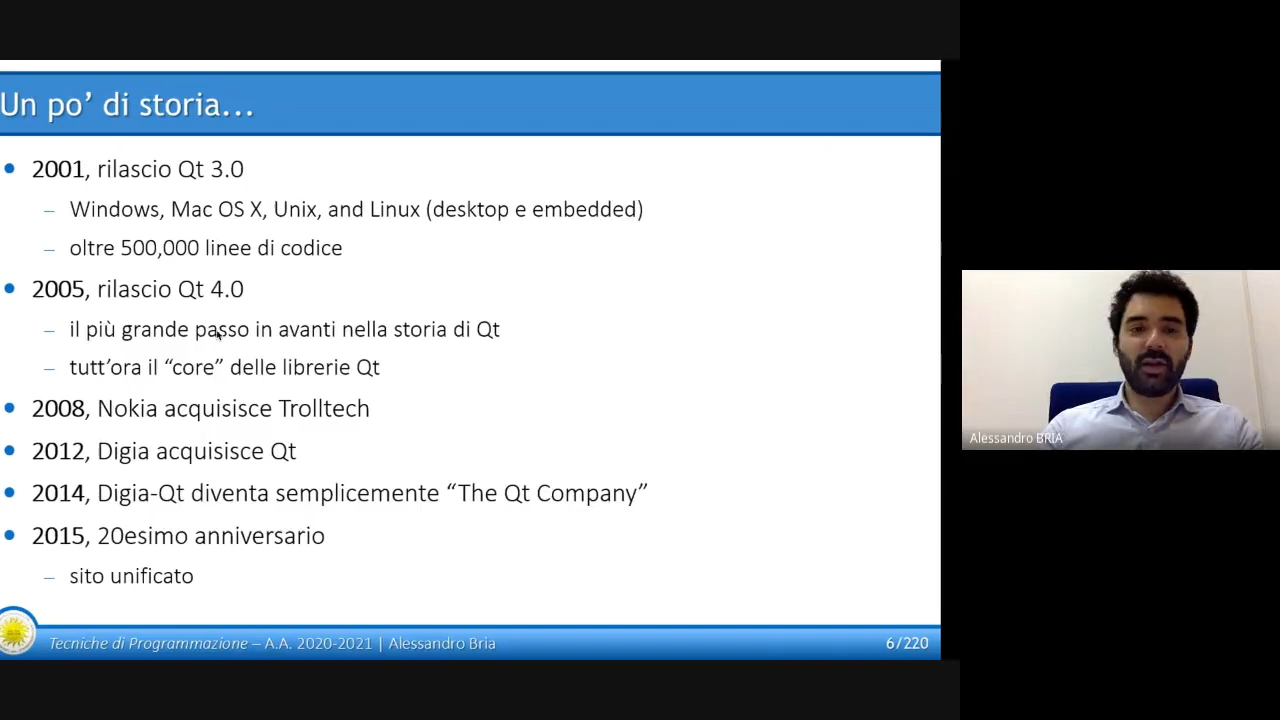 Un po’ di storia...
• 2001, rilascio Qt 3.0
– Windows, Mac OS X, Unix, and Linux (desktop e embedded)
– oltre 500,000 linee di codice
• 2005, rilascio Qt 4.0
– il più grande passo in avanti nella storia di Qt
– tutt’ora il “core” delle librerie Qt
• 2008, Nokia acquisisce Trolltech
• 2012, Digia acquisisce Qt
• 2014, Digia-Qt diventa semplicemente “The Qt Company”
• 2015, 20esimo anniversario
– sito unificato
Tecniche di Programmazione – A.A. 2020-2021 | Alessandro Bria
6/220
Alessandro BRIA